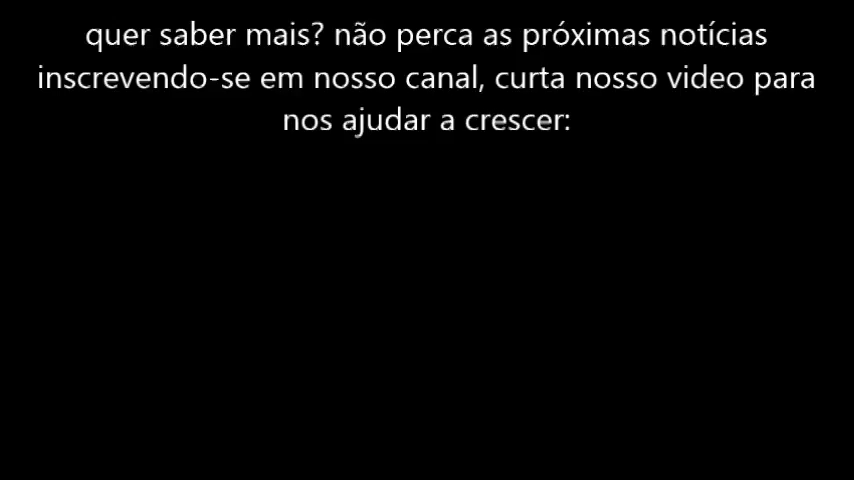 quer saber mais? não perca as próximas notícias
inscrevendo-se em nosso canal, curta nosso video para
nos ajudar a crescer: